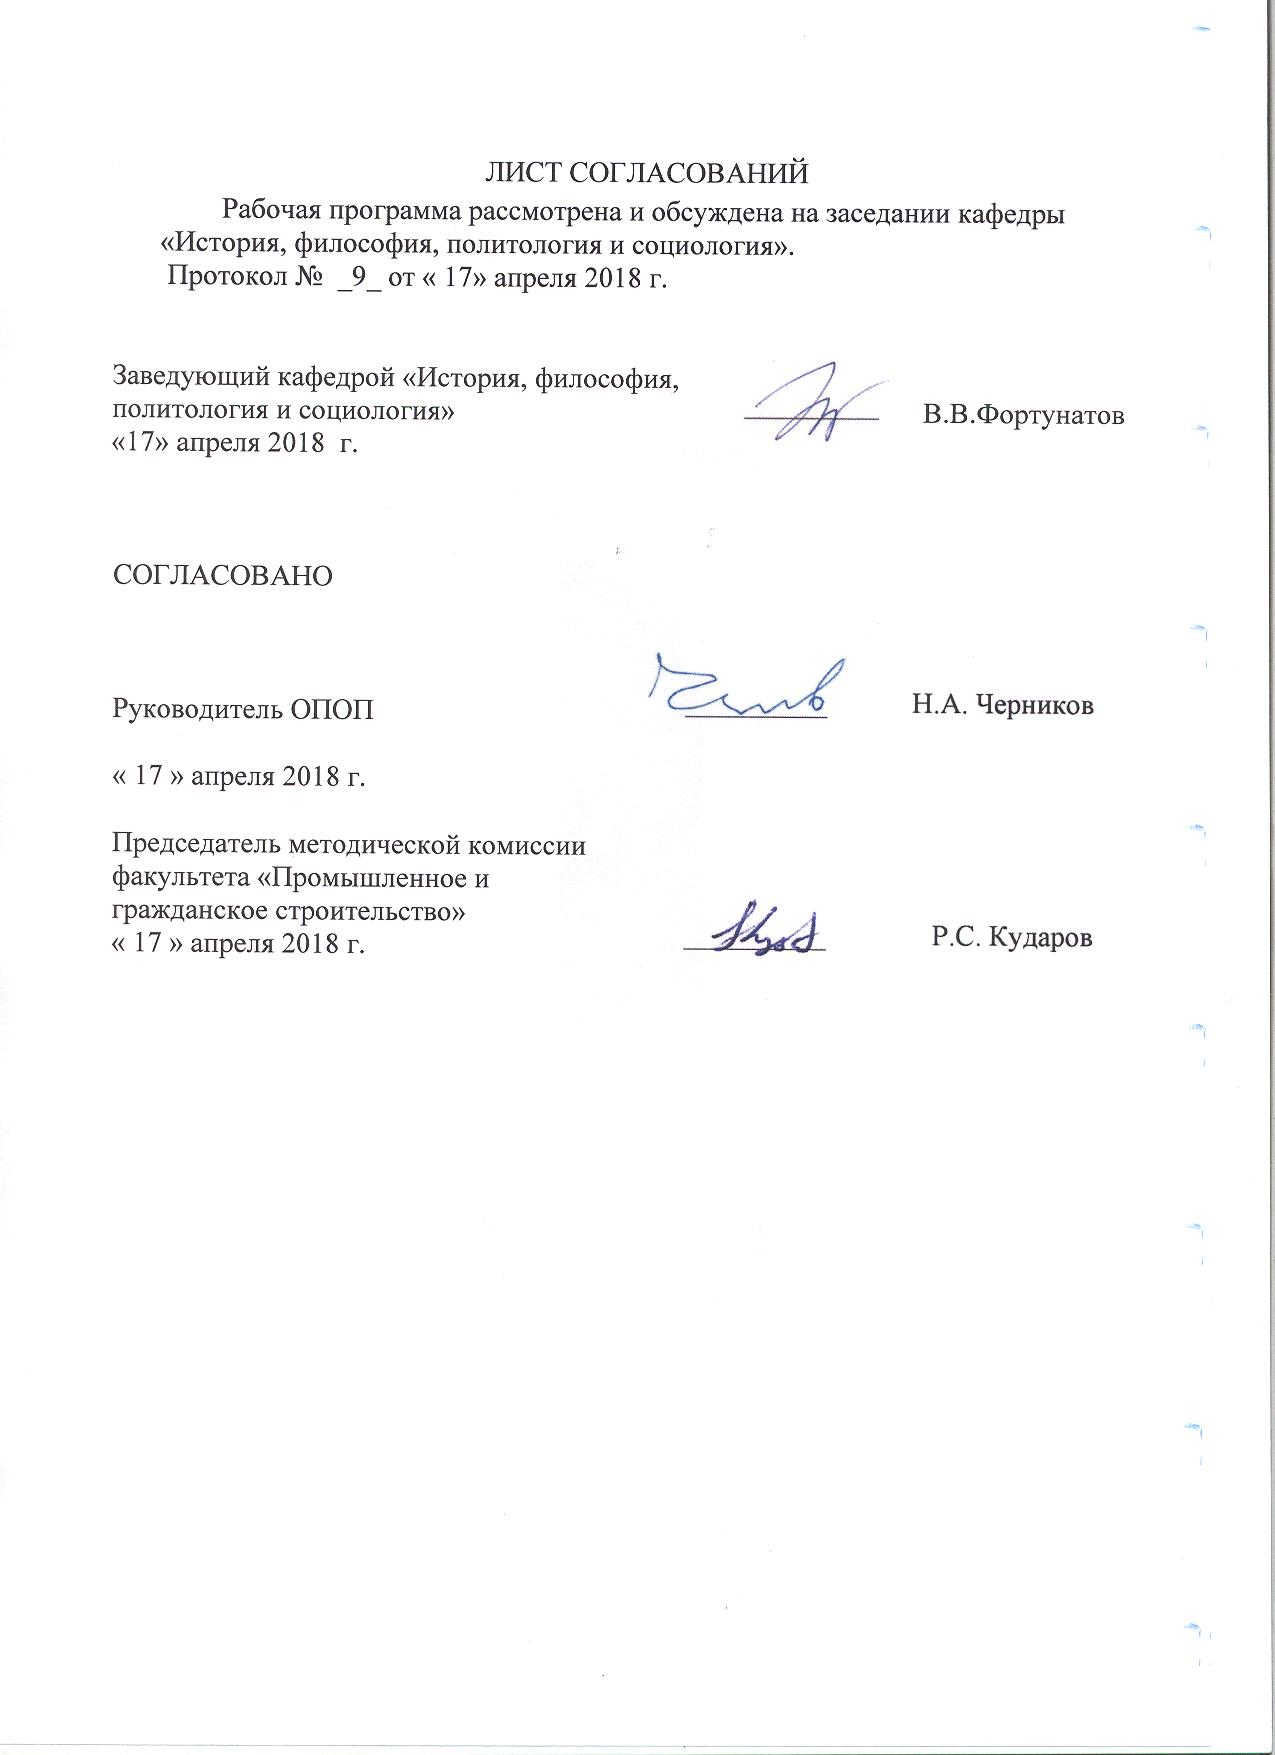 ЛИСТ СОГЛАСОВАНИЙ
Рабочая программа рассмотрена и обсуждена на заседании кафедры
«История, философия, политология и социология».
Протокол № _9_ от « 17» апреля 2018 г.
Заведующий кафедрой «История, философия,
политология и социология» В.В.Фортунатов
«17» апреля 2018 г.
СОГЛАСОВАНО
Руководитель ОПОП Н.А. Черников
« 17 » апреля 2018 г.
Председатель методической комиссии
факультета «Промышленное и
гражданское строительство»
« 17 » апреля 2018 г. Р.С. Кударов